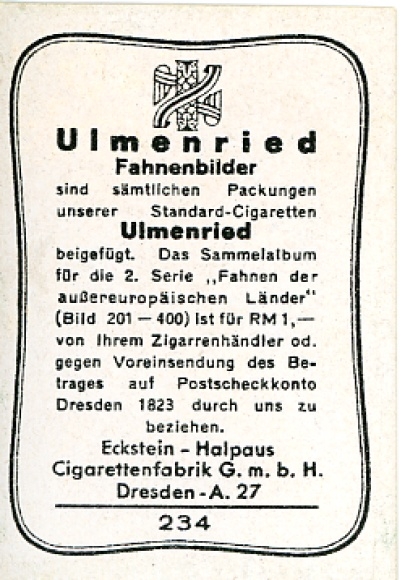 Ulmenried
Fahnenbilder
sind sämtlichen Packungen
unserer Standard-Cigaretten
Ulmenried
beigefügt. Das Sammelalbum
für die 2. Serie „Fahnen der
außereuropäischen Länder“
(Bild 201 — 400) ist für RM 1,—
von Ihrem Zigarrenhändler od.
gegen Voreinsendung des Be-
trages auf Postscheckkonto
Dresden 1823 durch uns zu
beziehen.
Eckstein - Halpaus
Cigarettenfabrik G. m. b. H.
Dresden - A. 27
234